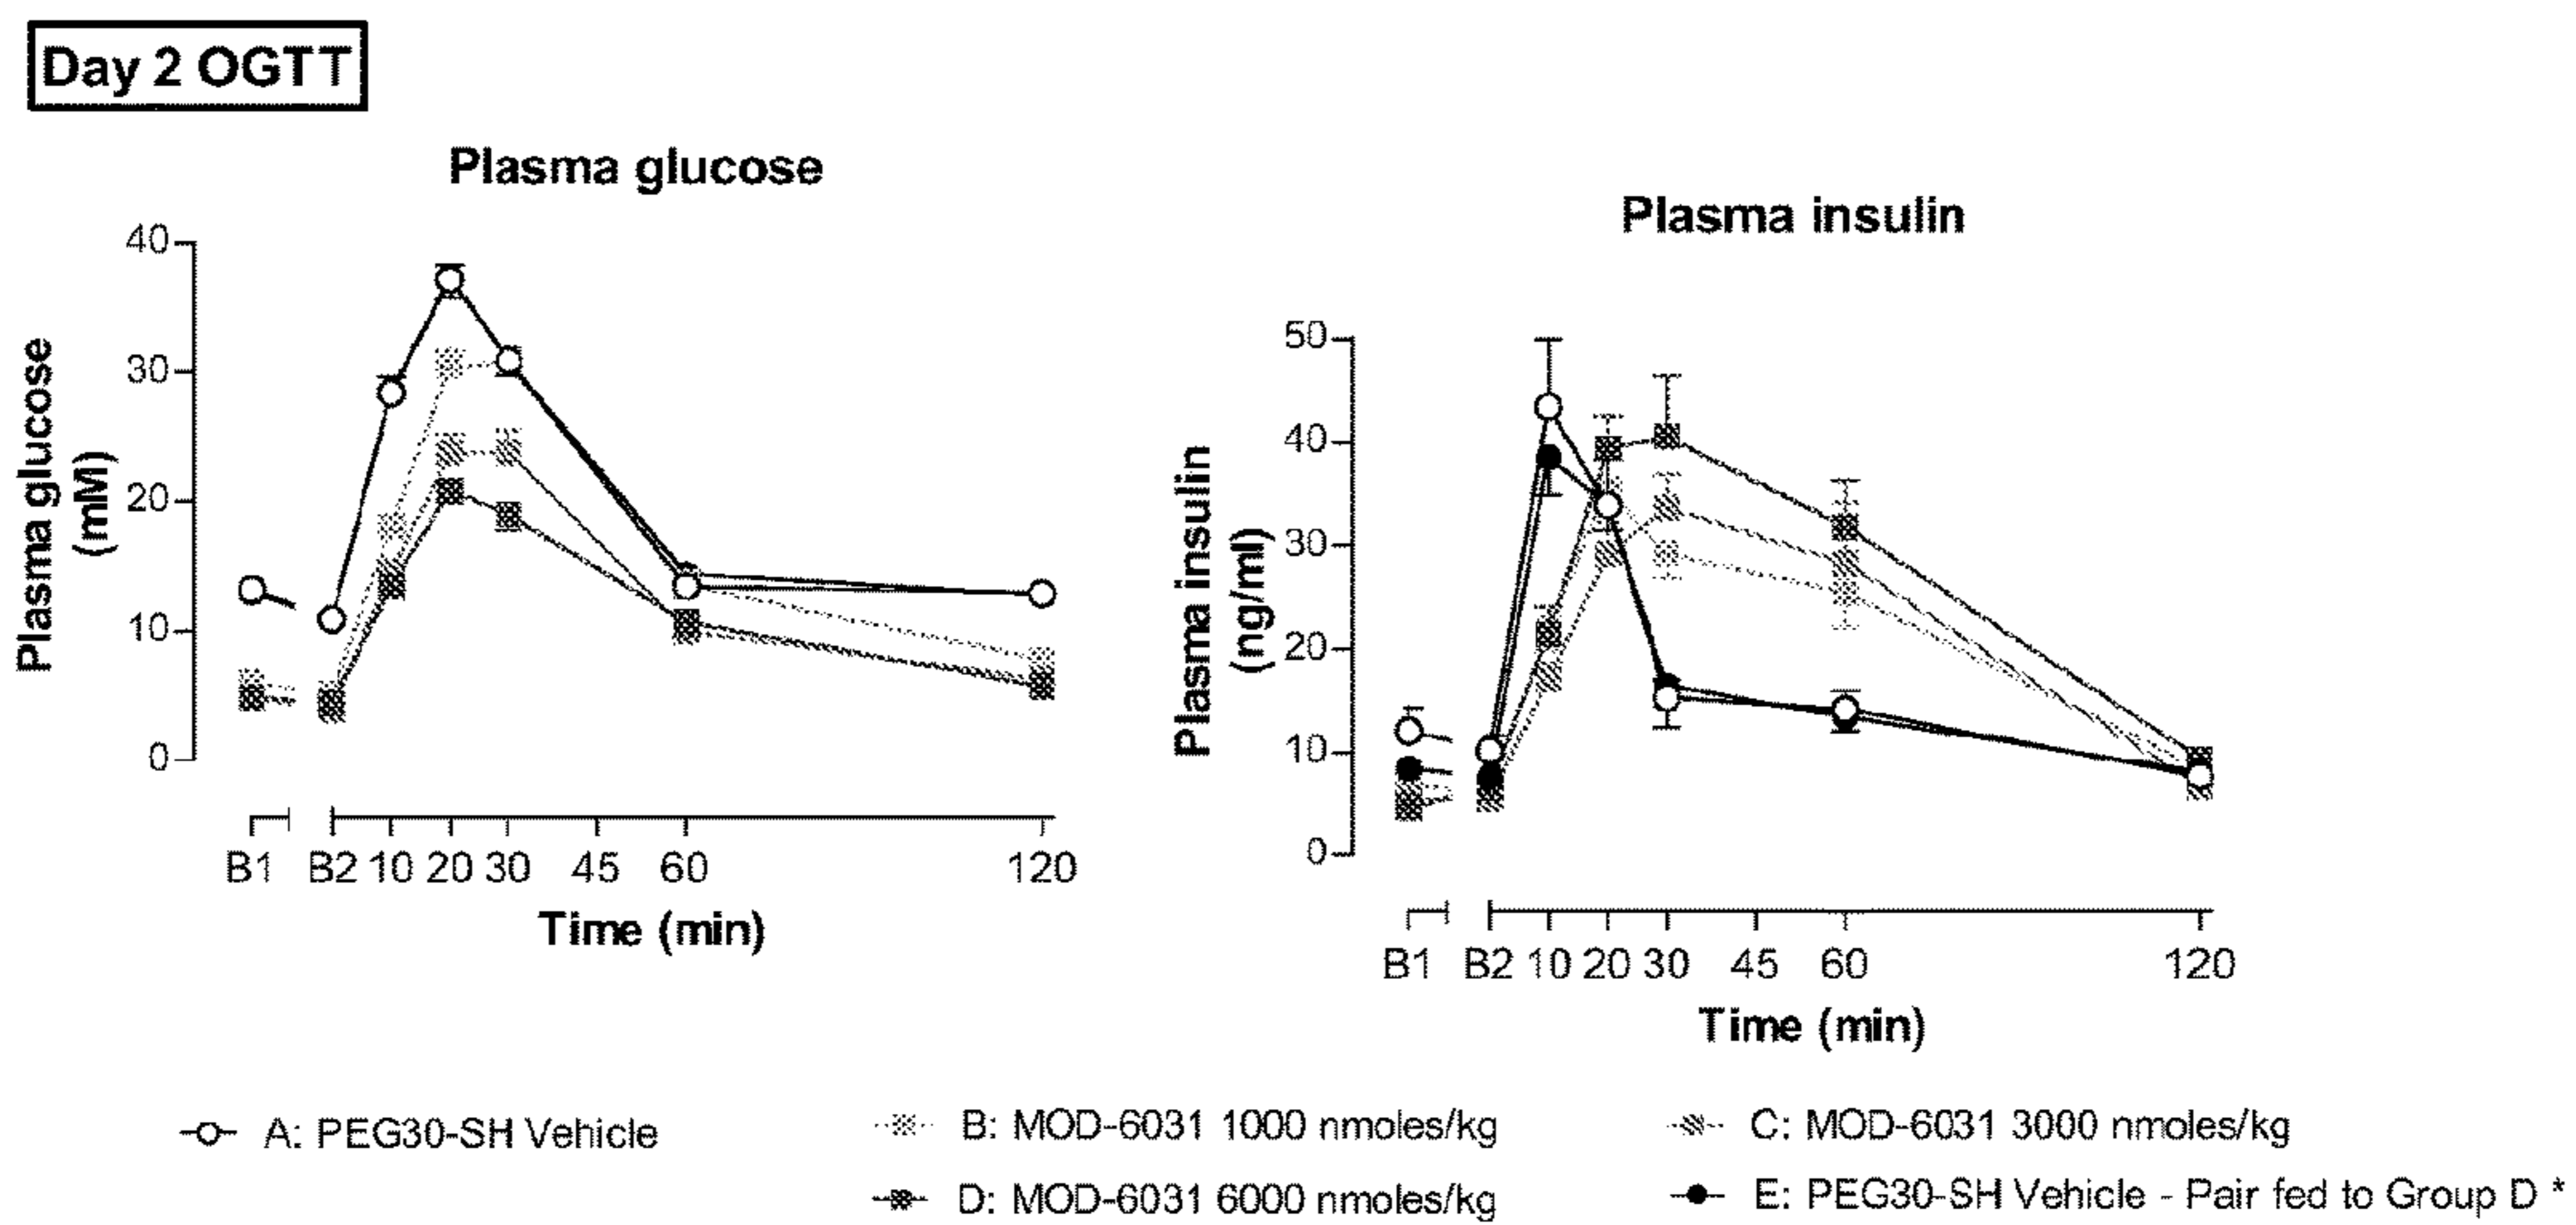 Day 2 OGTT
Plasma glucose
Plasma glucose
(mM)
40
30
20
10
0
B1 B2 10 20 30 45 60 120
Time (min)
Plasma insulin
Plasma insulin
(ng/ml)
50
40
30
20
10
0
B1 B2 10 20 30 45 60 120
Time (min)
A: PEG30-SH Vehicle
B: MOD-6031 1000 nmoles/kg
C: MOD-6031 3000 nmoles/kg
D: MOD-6031 6000 nmoles/kg
E: PEG30-SH Vehicle - Pair fed to Group D *